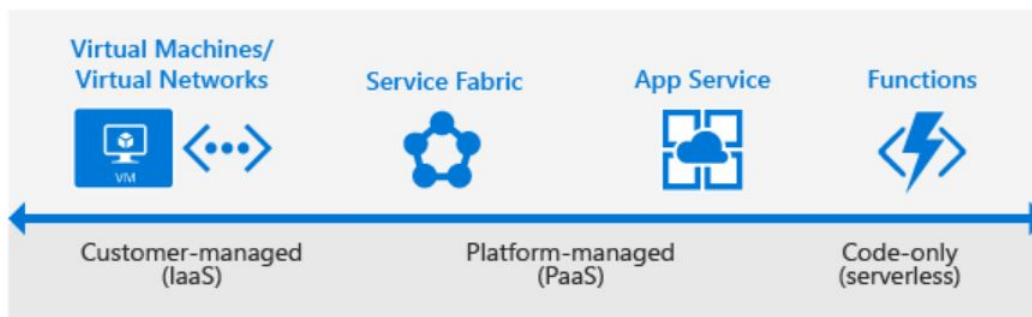 Virtual Machines/
Virtual Networks
Service Fabric
App Service
Functions
VM
Customer-managed
(IaaS)
Platform-managed
(PaaS)
Code-only
(serverless)